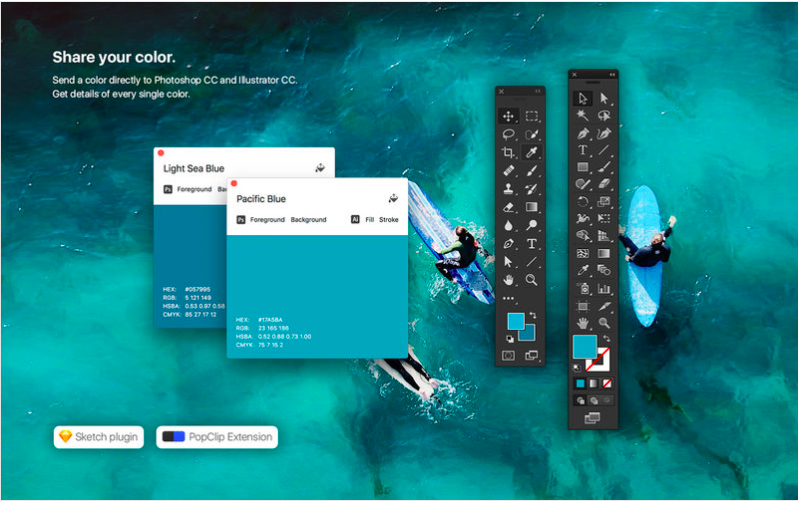 Share your color.
Send a color directly to Photoshop CC and Illustrator CC.
Get details of every single color.
Light Sea Blue
Ps Foreground
HEX: #057995
RGB: 5 121 149
HSBA: 0.53 0.97 0.58
CMYK: 85 27 17 12
Pacific Blue
Ps Foreground Background Ai Fill Stroke
HEX: #17A5BA
RGB: 23 165 186
HSBA: 0.52 0.88 0.73 1.00
CMYK: 75 7 15 2
Sketch plugin
PopClip Extension